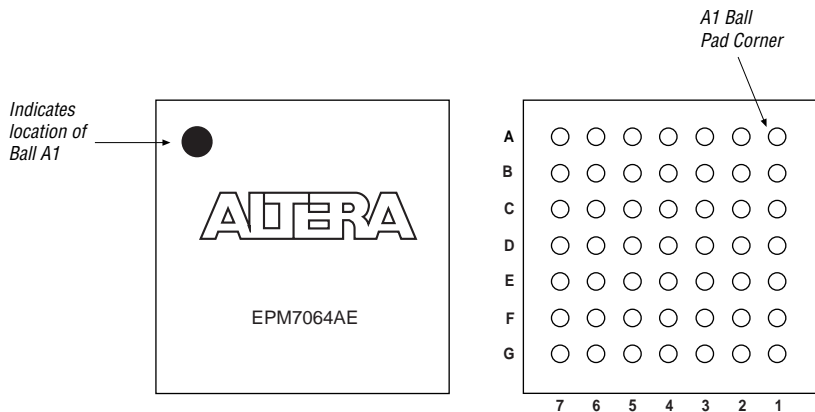 A1 Ball
Pad Corner
Indicates
location of
Ball A1
ALTERA
EPM7064AE
A
B
C
D
E
F
G
7 6 5 4 3 2 1